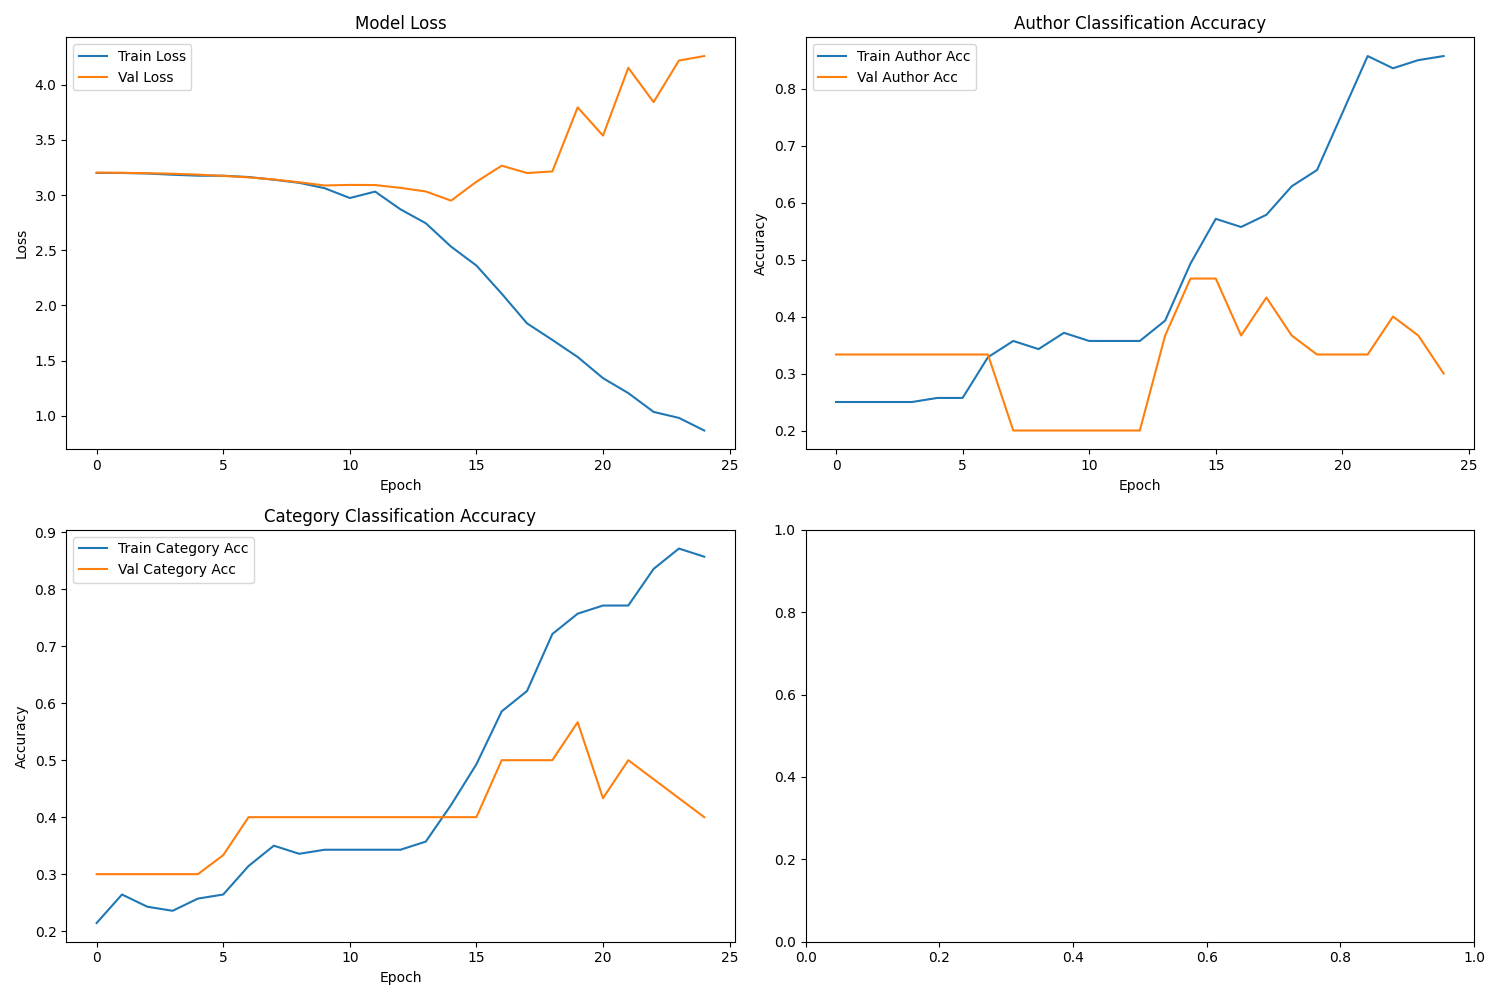 Model Loss
Train Loss
Val Loss
4.0
3.5
3.0
2.5
2.0
1.5
1.0
Loss
0 5 10 15 20 25
Epoch
Author Classification Accuracy
Train Author Acc
Val Author Acc
0.8
0.7
0.6
0.5
0.4
0.3
0.2
Accuracy
0 5 10 15 20 25
Epoch
Category Classification Accuracy
Train Category Acc
Val Category Acc
0.9
0.8
0.7
0.6
0.5
0.4
0.3
0.2
Accuracy
0 5 10 15 20 25
Epoch
1.0
0.8
0.6
0.4
0.2
0.0
0.0 0.2 0.4 0.6 0.8 1.0